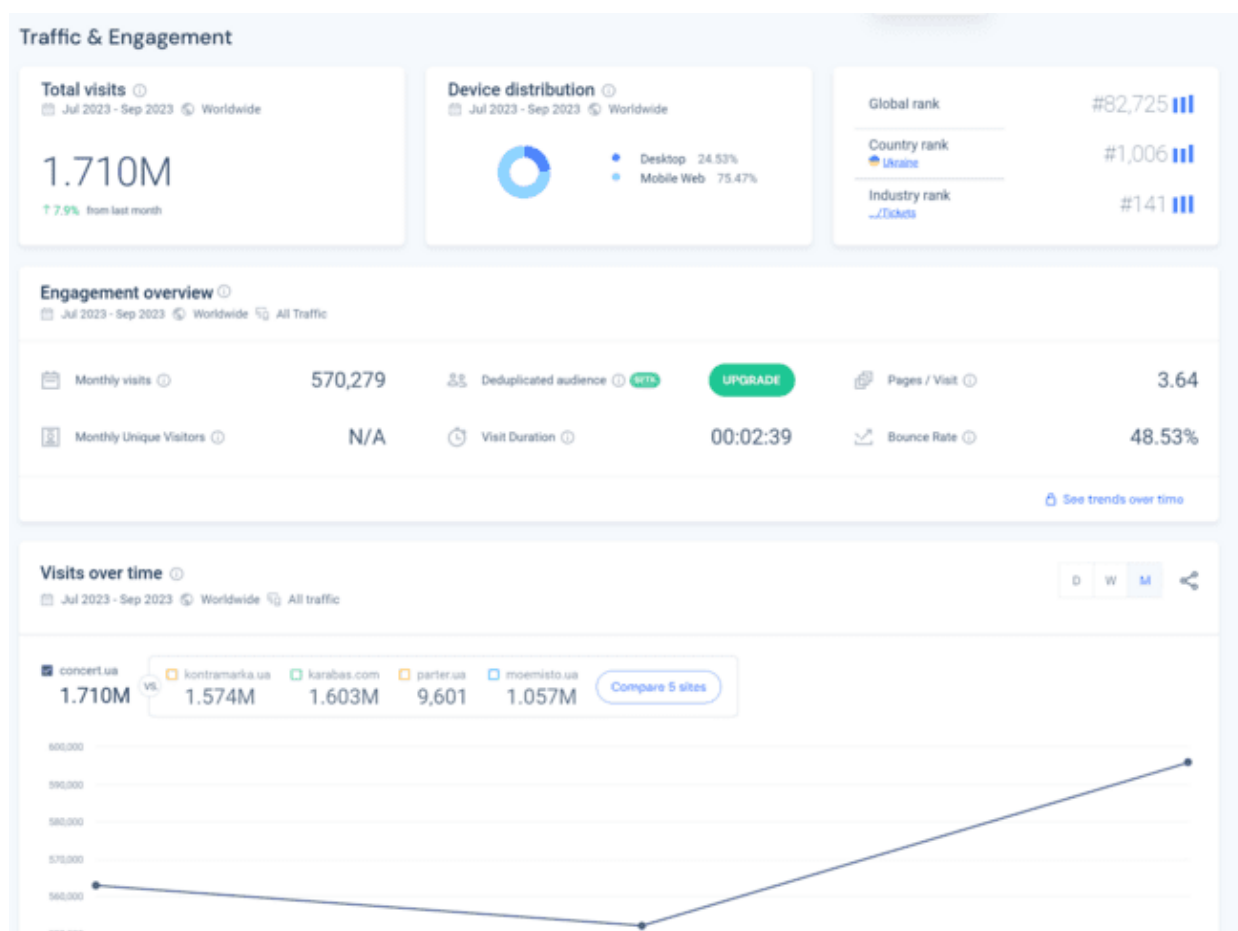 Traffic & Engagement
Total visits
Jul 2023 - Sep 2023 Worldwide
1.710M
↑ 7.9% from last month
Device distribution
Jul 2023 - Sep 2023 Worldwide
Desktop 24.53%
Mobile Web 75.47%
Global rank #82,725
Country rank #1,006
Ukraine
Industry rank #141
.../Tickets
Engagement overview
Jul 2023 - Sep 2023 Worldwide All Traffic
Monthly visits 570,279
Deduplicated audience BETA UPGRADE
Pages / Visit 3.64
Monthly Unique Visitors N/A
Visit Duration 00:02:39
Bounce Rate 48.53%
See trends over time
Visits over time
D W M
Jul 2023 - Sep 2023 Worldwide All traffic
concert.ua VS. kontramarka.ua karabas.com parter.ua moemisto.ua
1.710M 1.574M 1.603M 9,601 1.057M Compare 5 sites
600,000
590,000
580,000
570,000
560,000